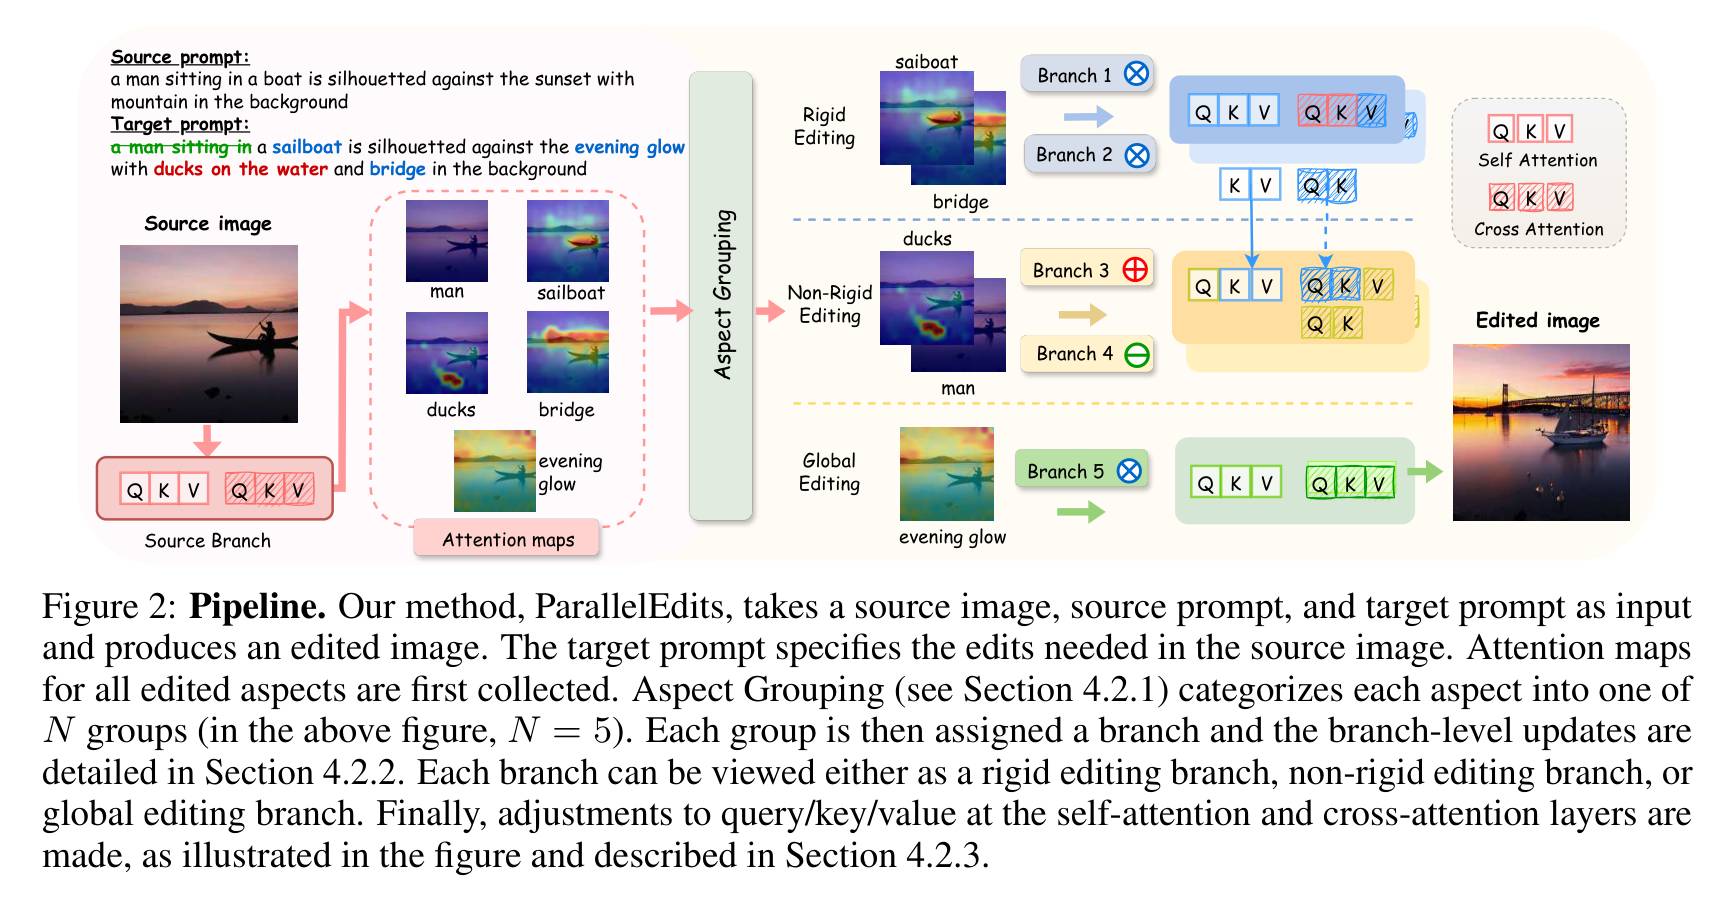 Source prompt:
a man sitting in a boat is silhouetted against the sunset with
mountain in the background
Target prompt:
a man sitting in a sailboat is silhouetted against the evening glow
with ducks on the water and bridge in the background
Source image
man
sailboat
ducks
bridge
evening
glow
Q K V Q K V
Source Branch
Attention maps
Aspect Grouping
Rigid
Editing
saiboat
bridge
Branch 1
Branch 2
Q K V Q K V
V
K V Q K
Non-Rigid
Editing
ducks
man
Branch 3
Branch 4
Q K V Q K V
Q K
Global
Editing
evening glow
Branch 5
Q K V Q K V
Q K V
Self Attention
Q K V
Cross Attention
Edited image
Figure 2: Pipeline. Our method, ParallelEdits, takes a source image, source prompt, and target prompt as input
and produces an edited image. The target prompt specifies the edits needed in the source image. Attention maps
for all edited aspects are first collected. Aspect Grouping (see Section 4.2.1) categorizes each aspect into one of
N groups (in the above figure, N = 5). Each group is then assigned a branch and the branch-level updates are
detailed in Section 4.2.2. Each branch can be viewed either as a rigid editing branch, non-rigid editing branch, or
global editing branch. Finally, adjustments to query/key/value at the self-attention and cross-attention layers are
made, as illustrated in the figure and described in Section 4.2.3.